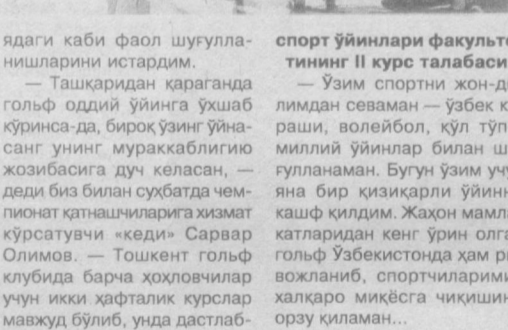 ядаги каби фаол шуғулла-
нишларини истардим.
— Ташқаридан қараганда
гольф оддий ўйинга ўхшаб
кўринса-да, бироқ ўзинг ўйна-
санг унинг мураккаблигию
жозибасига дуч келасан, —
деди биз билан суҳбатда чем-
пионат қатнашчиларига хизмат
кўрсатувчи «кеди» Сарвар
Олимов. — Тошкент гольф
клубида барча ҳоҳловчилар
учун икки ҳафталик курслар
мавжуд бўлиб, унда дастлаб-
спорт ўйинлари факульте
тининг II курс талабаси
— Ўзим спортни жон-д
лимдан севаман — ўзбек к
раши, волейбол, қўл тўп
миллий ўйинлар билан ш
ғулланаман. Бугун ўзим учу
яна бир қизиқарли ўйинн
кашф қилдим. Жаҳон мамла
катларидан кенг ўрин олга
гольф Ўзбекистонда ҳам ри
вожланиб, спортчиларими
халқаро миқёсга чиқишин
орзу қиламан...